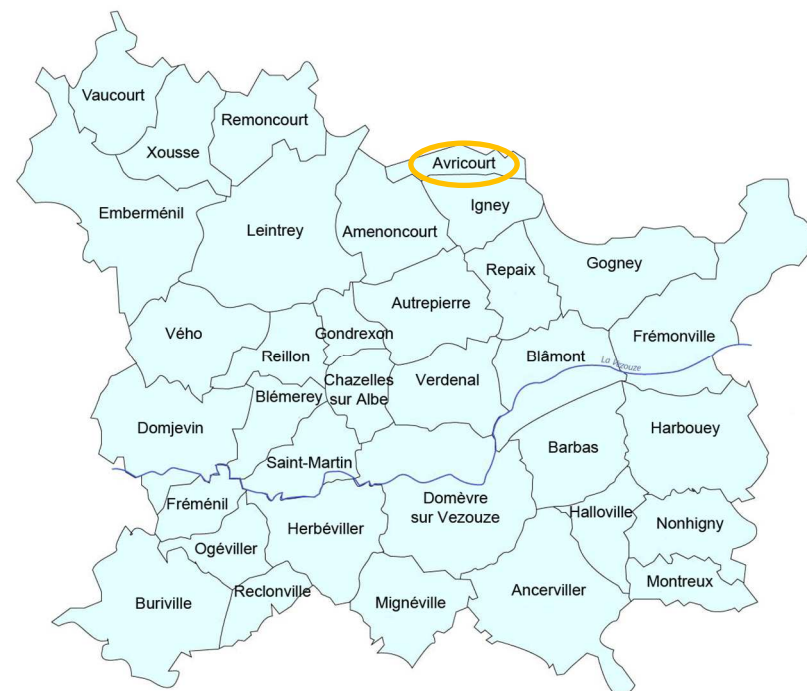 Vaucourt
Remoncourt
Xousse
Avricourt
Emberménil
Igney
Leintrey
Amenoncourt
Repaix
Gogney
Autrepierre
Vého
Gondrexon
Frémonville
Reillon
Blâmont
La Vezouze
Chazelles
sur Albe
Verdenal
Blémerey
Domjevin
Harbouey
Barbas
Saint-Martin
Domèvre
sur Vezouze
Fréménil
Halloville
Herbéviller
Nonhigny
Ogéviller
Montreux
Reclonville
Ancerviller
Buriville
Mignéville